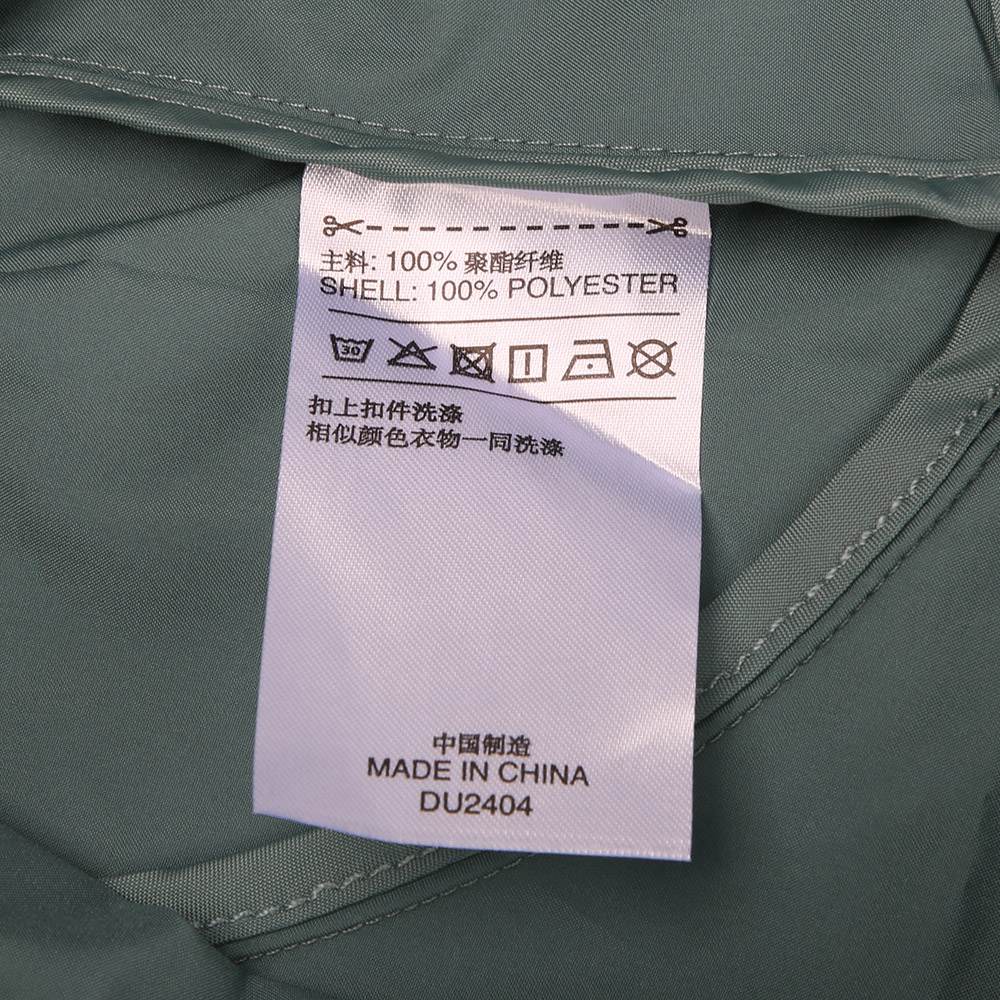 主料: 100% 聚酯纤维
SHELL: 100% POLYESTER
30
扣上扣件洗涤
相似颜色衣物一同洗涤
中国制造
MADE IN CHINA
DU2404